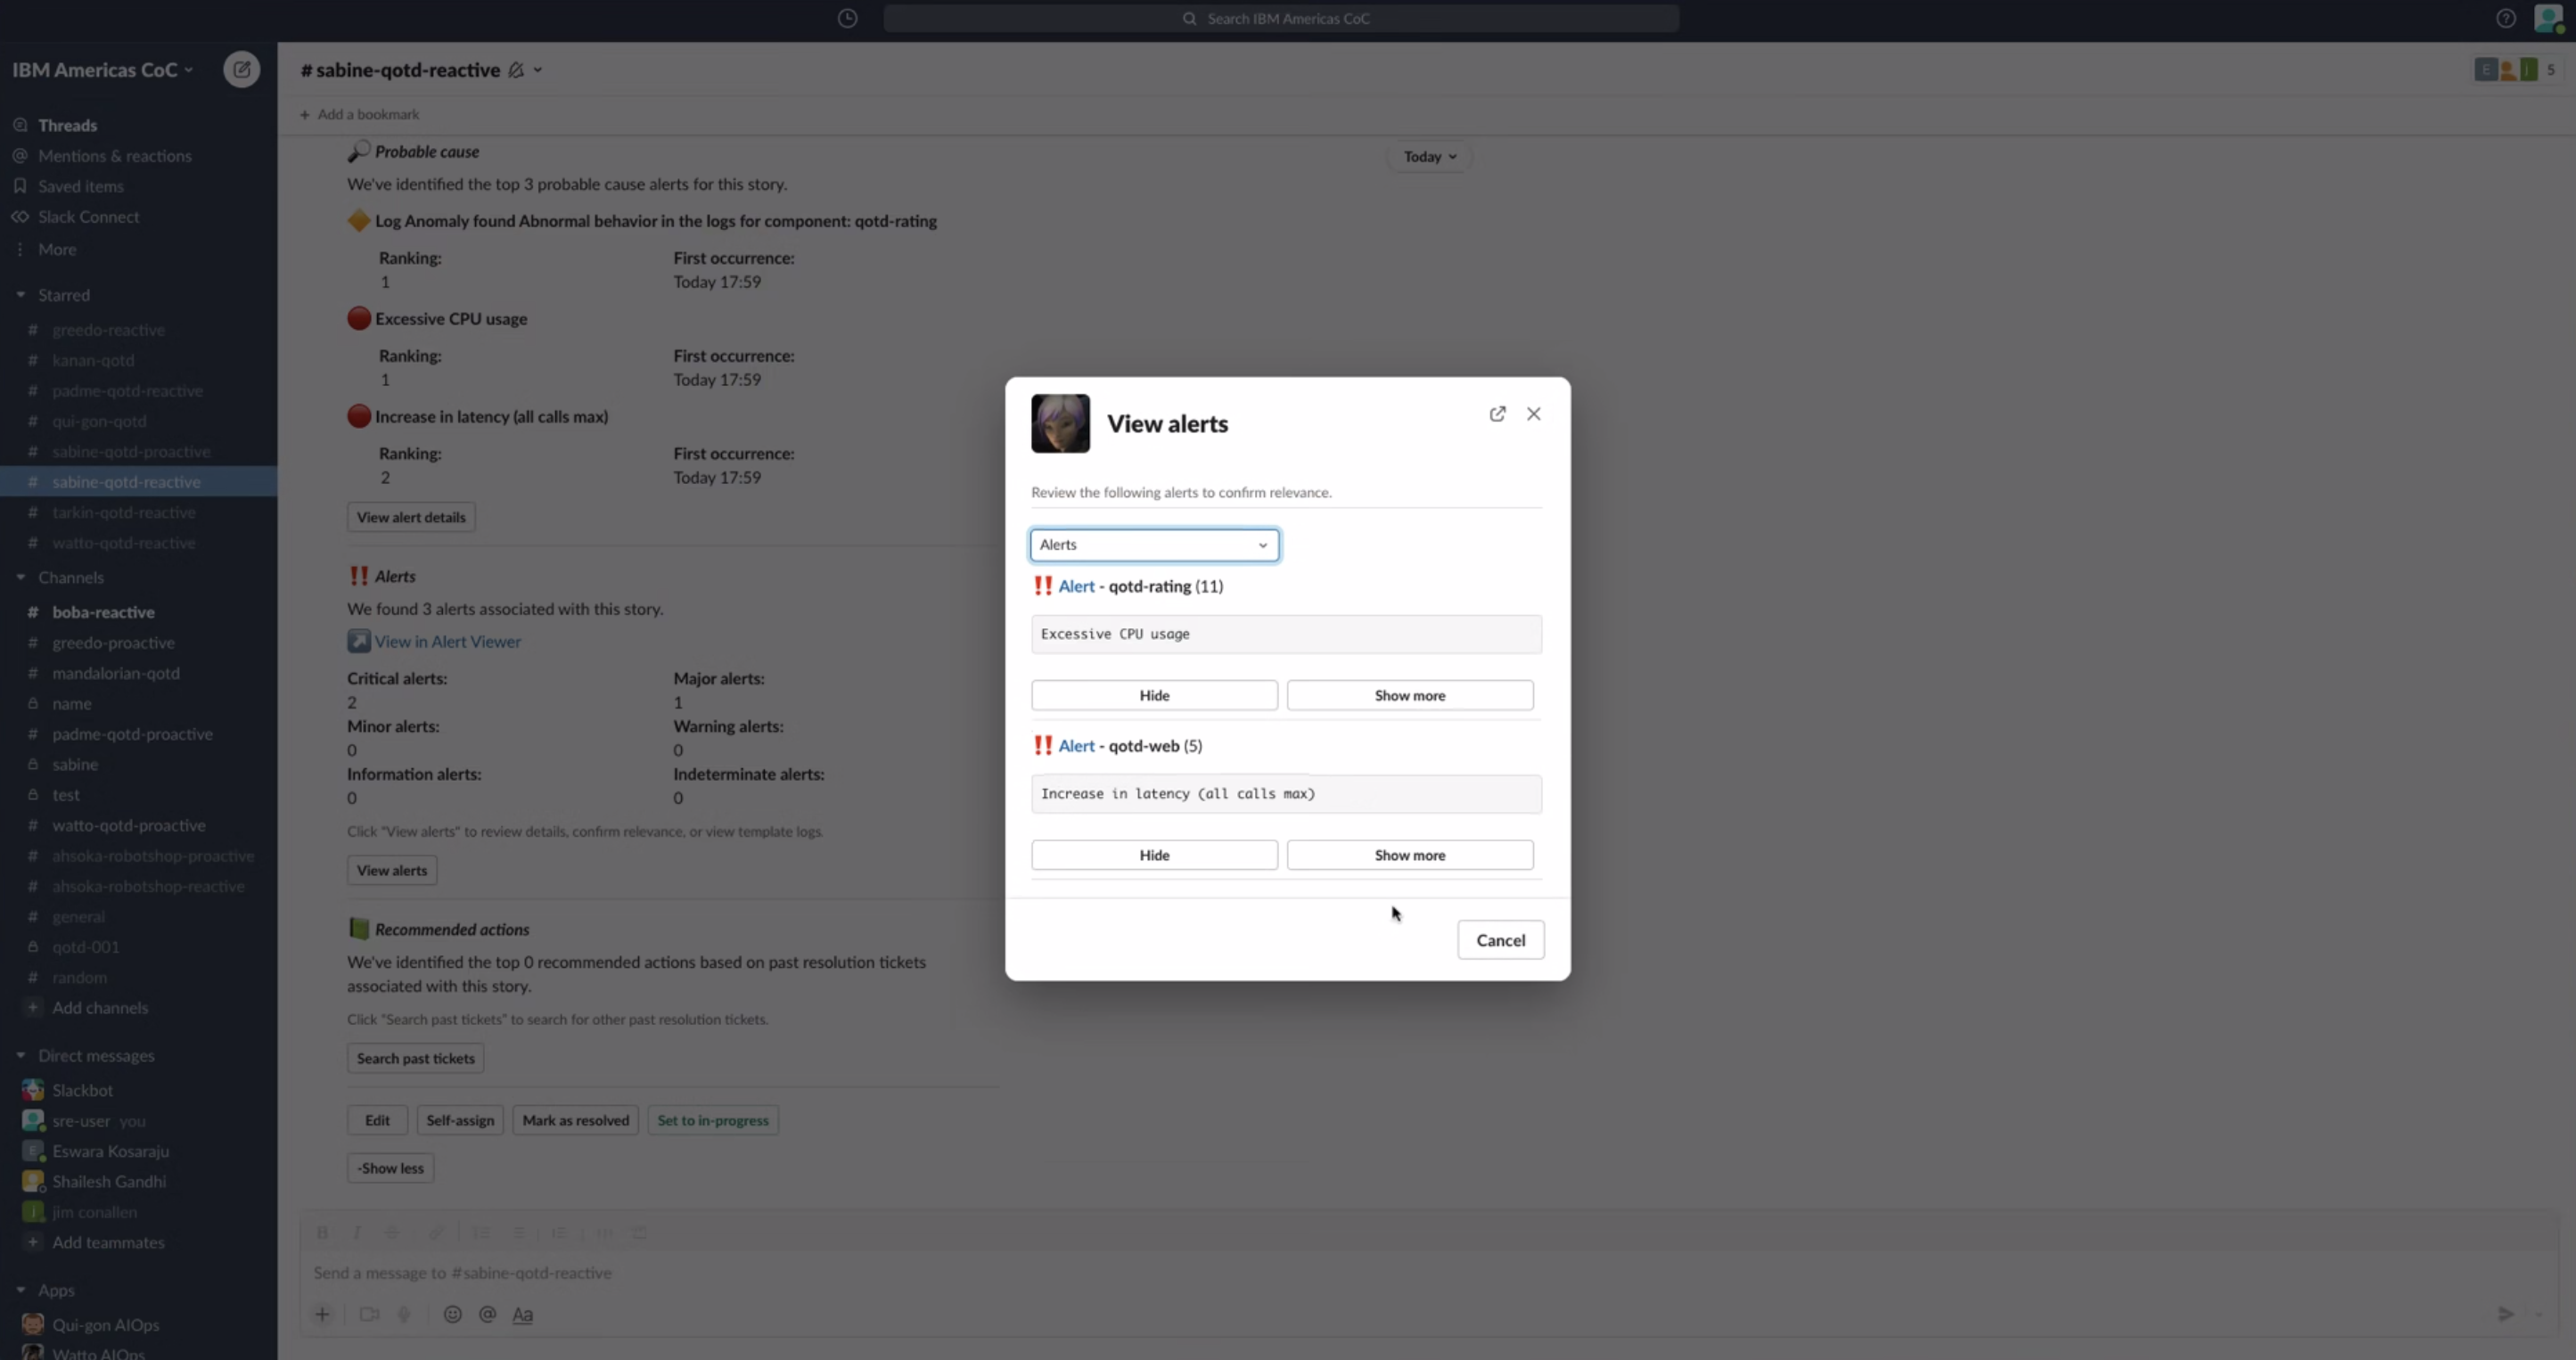 Search IBM Americas CoC
IBM Americas CoC
Threads
Mentions & reactions
Saved items
Slack Connect
More
Starred
# greedo-reactive
# kanan-qotd
# padme-qotd-reactive
# qui-gon-qotd
# sabine-qotd-proactive
# sabine-qotd-reactive
# tarkin-qotd-reactive
# watto-qotd-reactive
Channels
# boba-reactive
# greedo-proactive
# mandalorian-qotd
name
# padme-qotd-proactive
sabine
test
# watto-qotd-proactive
# ahsoka-robotshop-proactive
# ahsoka-robotshop-reactive
# general
qotd-001
# random
+ Add channels
Direct messages
Slackbot
sre-user you
E Eswara Kosaraju
Shailesh Gandhi
j jim conallen
+ Add teammates
Apps
Qui-gon AIOps
Watto AIOps
# sabine-qotd-reactive
E j 5
+ Add a bookmark
Today
Probable cause
We've identified the top 3 probable cause alerts for this story.
Log Anomaly found Abnormal behavior in the logs for component: qotd-rating
Ranking: First occurrence:
1 Today 17:59
Excessive CPU usage
Ranking: First occurrence:
1 Today 17:59
Increase in latency (all calls max)
Ranking: First occurrence:
2 Today 17:59
View alert details
!! Alerts
We found 3 alerts associated with this story.
View in Alert Viewer
Critical alerts: Major alerts:
2 1
Minor alerts: Warning alerts:
0 0
Information alerts: Indeterminate alerts:
0 0
Click "View alerts" to review details, confirm relevance, or view template logs.
View alerts
Recommended actions
We've identified the top 0 recommended actions based on past resolution tickets
associated with this story.
Click "Search past tickets" to search for other past resolution tickets.
Search past tickets
Edit Self-assign Mark as resolved Set to in-progress
-Show less
Send a message to #sabine-qotd-reactive
Aa
View alerts
Review the following alerts to confirm relevance.
Alerts
!! Alert - qotd-rating (11)
Excessive CPU usage
Hide Show more
!! Alert - qotd-web (5)
Increase in latency (all calls max)
Hide Show more
Cancel